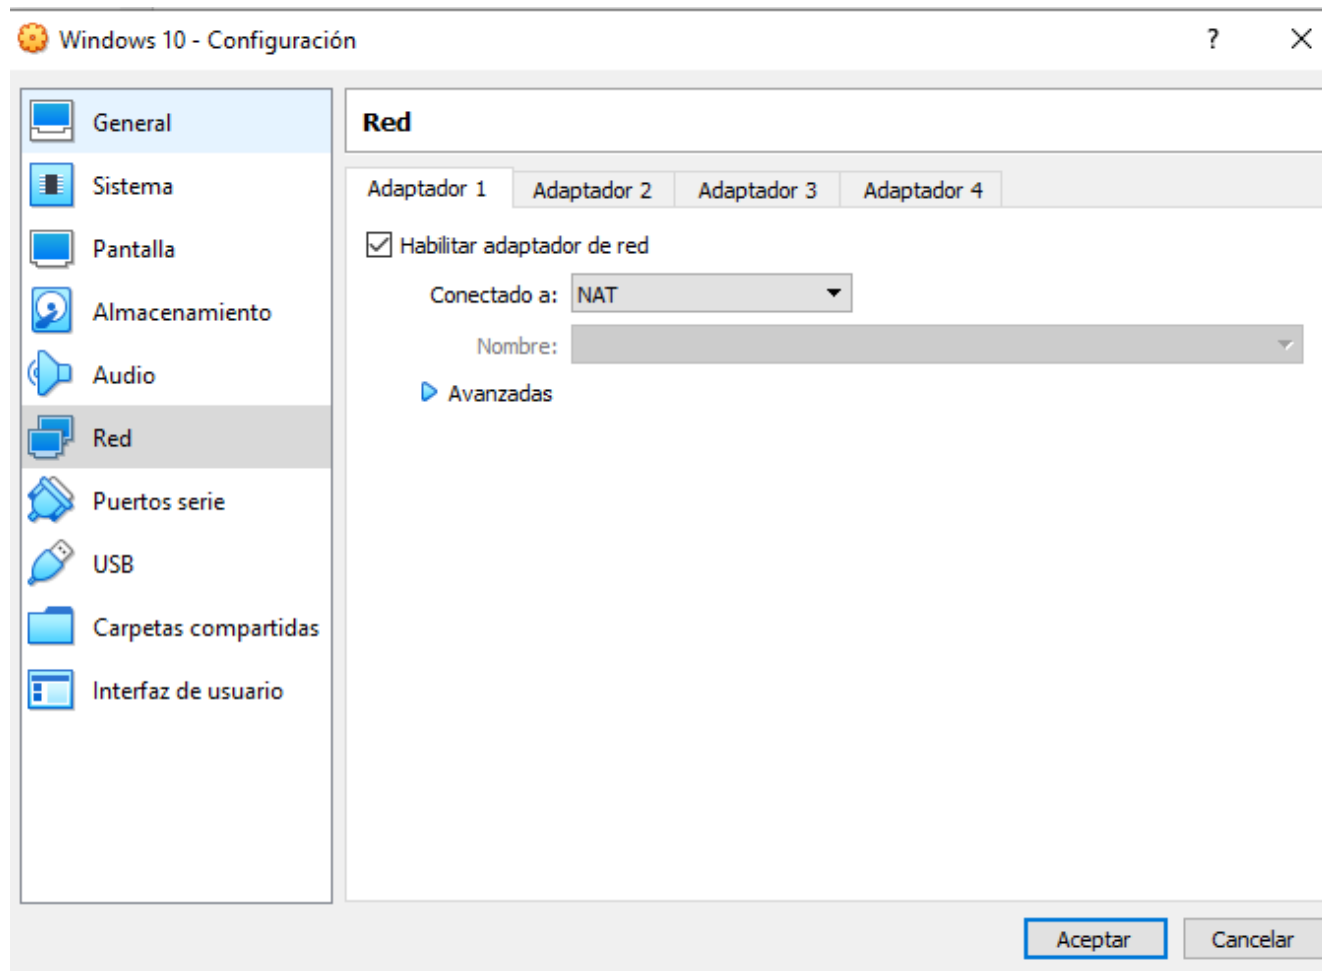 Windows 10 - Configuración
?
General
Sistema
Pantalla
Almacenamiento
Audio
Red
Puertos serie
USB
Carpetas compartidas
Interfaz de usuario
Red
Adaptador 1 Adaptador 2 Adaptador 3 Adaptador 4
Habilitar adaptador de red
Conectado a: NAT
Nombre:
Avanzadas
Aceptar Cancelar